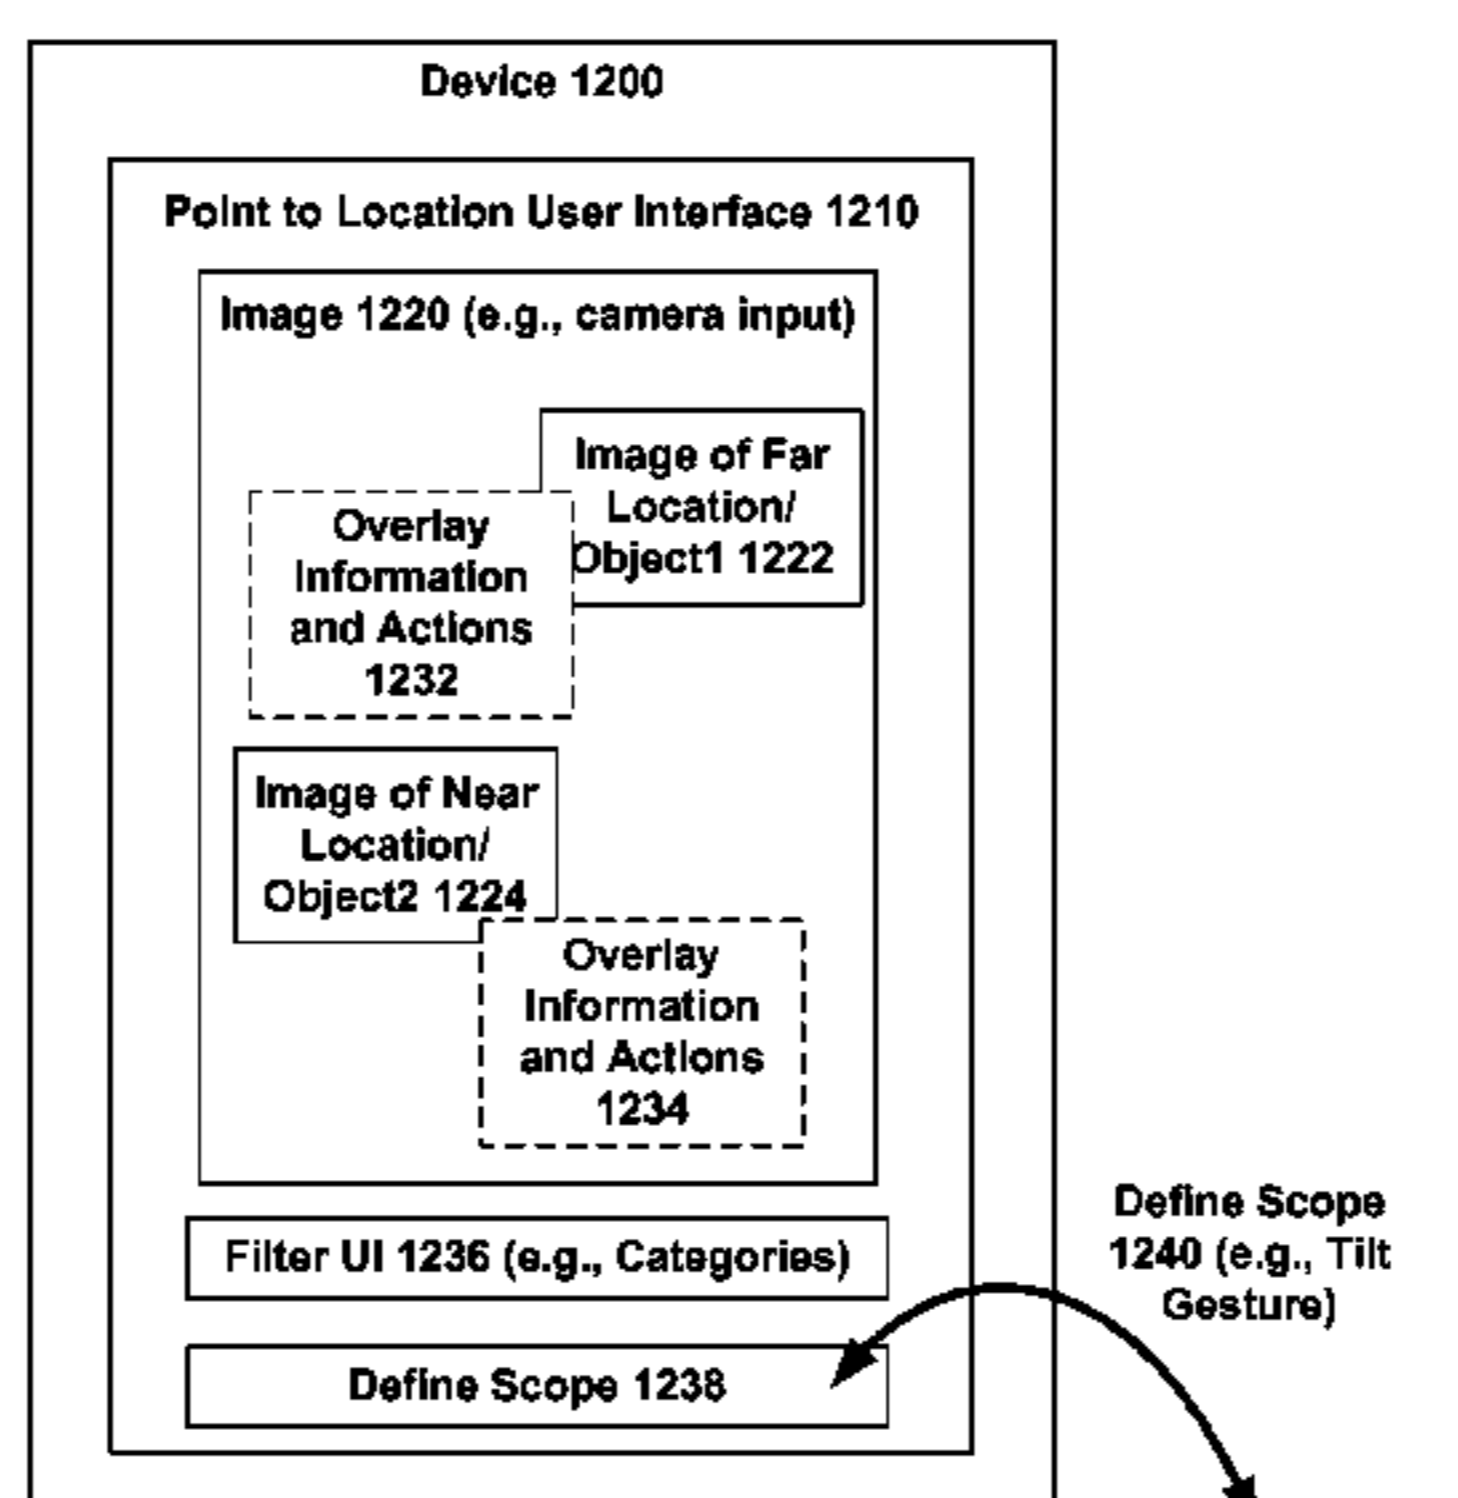 Device 1200
Point to Location User Interface 1210
Image 1220 (e.g., camera input)
Image of Far
Location/
Object1 1222
Overlay
Information
and Actions
1232
Image of Near
Location/
Object2 1224
Overlay
Information
and Actions
1234
Filter UI 1236 (e.g., Categories)
Define Scope 1238
Define Scope
1240 (e.g., Tilt
Gesture)